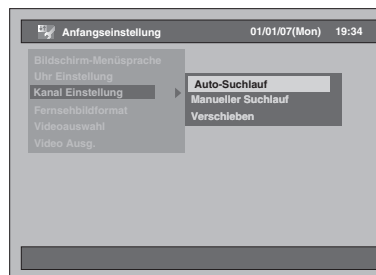 Anfangseinstellung 01/01/07(Mon) 19:34
Bildschirm-Menüsprache
Uhr Einstellung
Kanal Einstellung
Fernsehbildformat
Videoauswahl
Video Ausg.
Auto-Suchlauf
Manueller Suchlauf
Verschieben